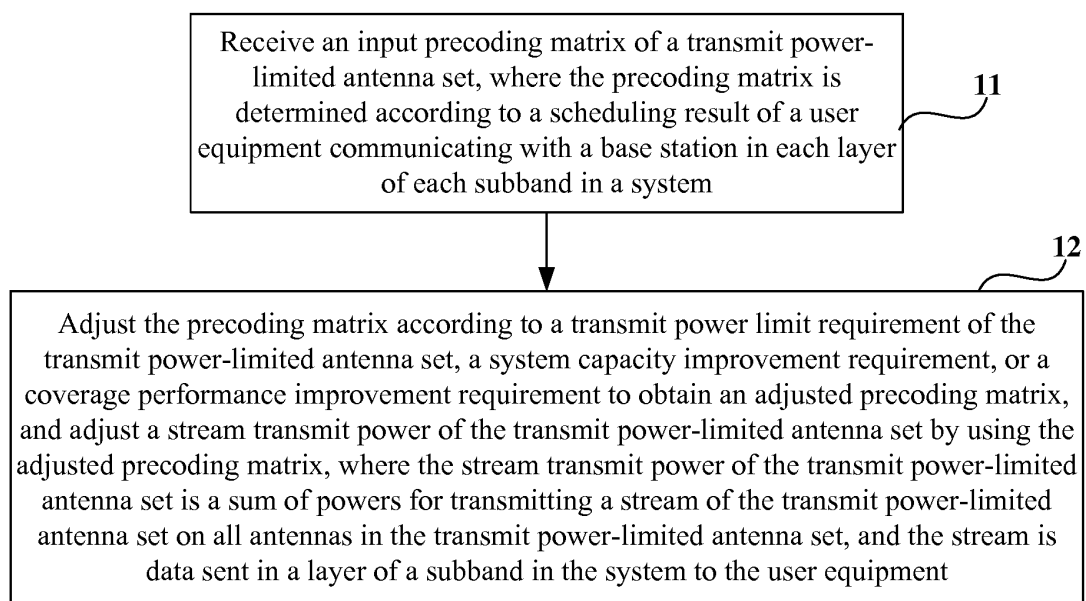 Receive an input precoding matrix of a transmit power-
limited antenna set, where the precoding matrix is
determined according to a scheduling result of a user
equipment communicating with a base station in each layer
of each subband in a system
11
12
Adjust the precoding matrix according to a transmit power limit requirement of the
transmit power-limited antenna set, a system capacity improvement requirement, or a
coverage performance improvement requirement to obtain an adjusted precoding matrix,
and adjust a stream transmit power of the transmit power-limited antenna set by using the
adjusted precoding matrix, where the stream transmit power of the transmit power-limited
antenna set is a sum of powers for transmitting a stream of the transmit power-limited
antenna set on all antennas in the transmit power-limited antenna set, and the stream is
data sent in a layer of a subband in the system to the user equipment